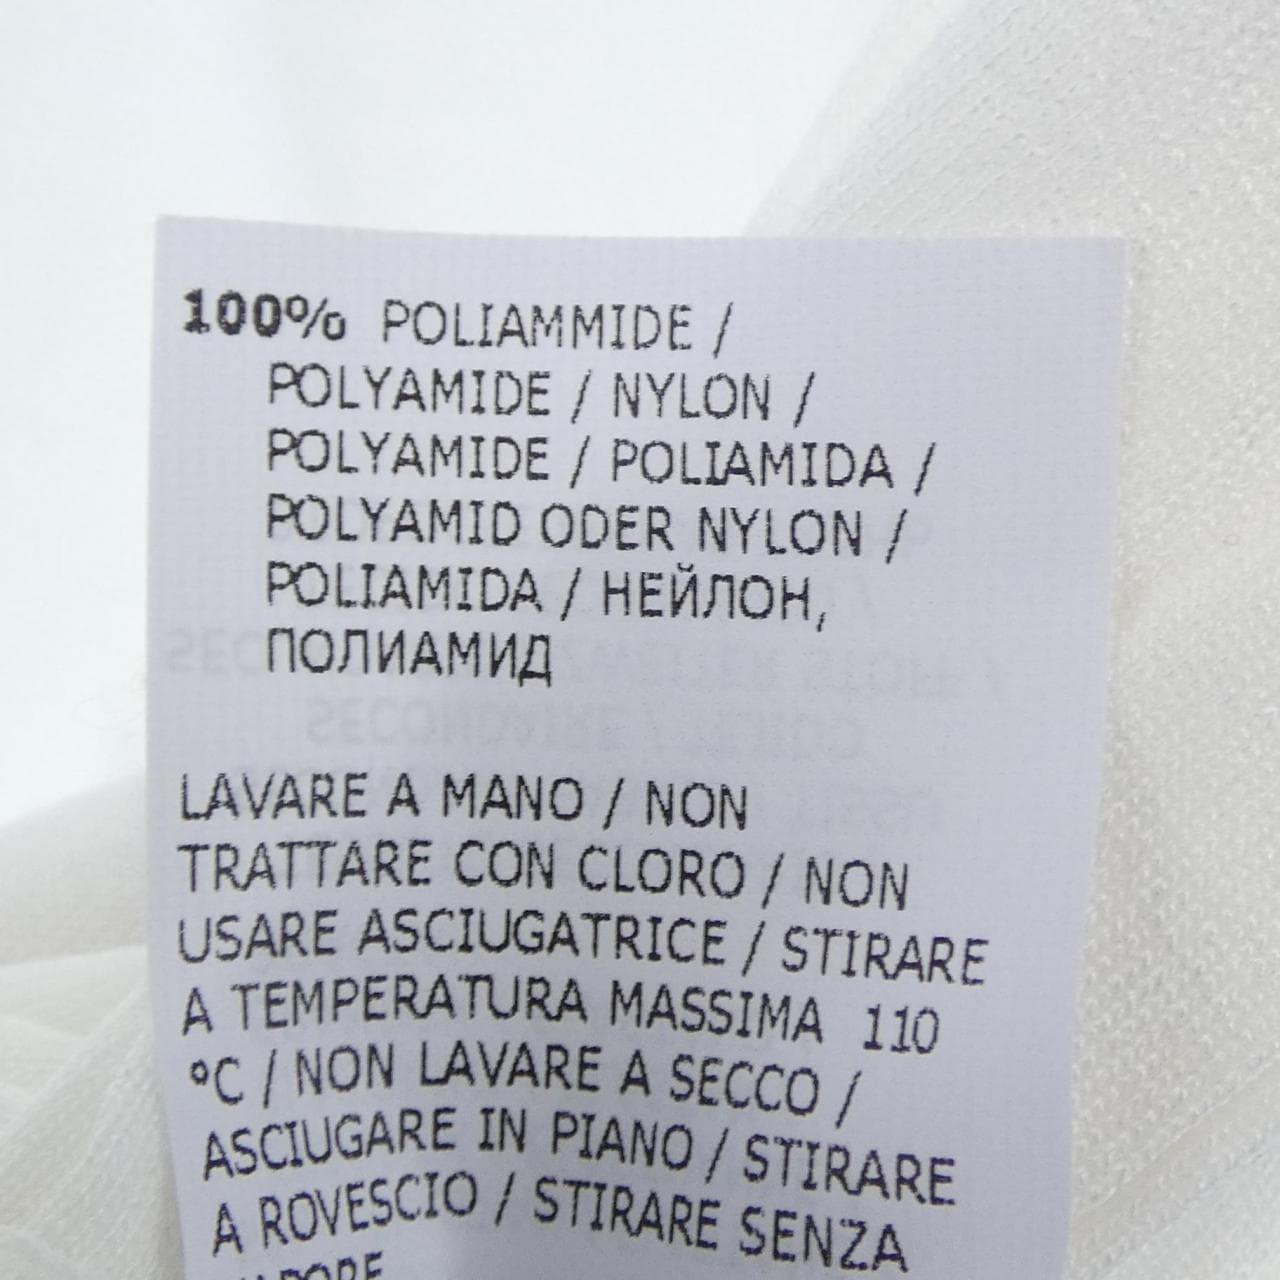 100% POLIAMMIDE /
POLYAMIDE / NYLON /
POLYAMIDE / POLIAMIDA /
POLYAMID ODER NYLON /
POLIAMIDA / НЕЙЛОН,
ПОЛИАМИД
LAVARE A MANO / NON
TRATTARE CON CLORO / NON
USARE ASCIUGATRICE / STIRARE
A TEMPERATURA MASSIMA 110
°C / NON LAVARE A SECCO /
ASCIUGARE IN PIANO / STIRARE
A ROVESCIO / STIRARE SENZA